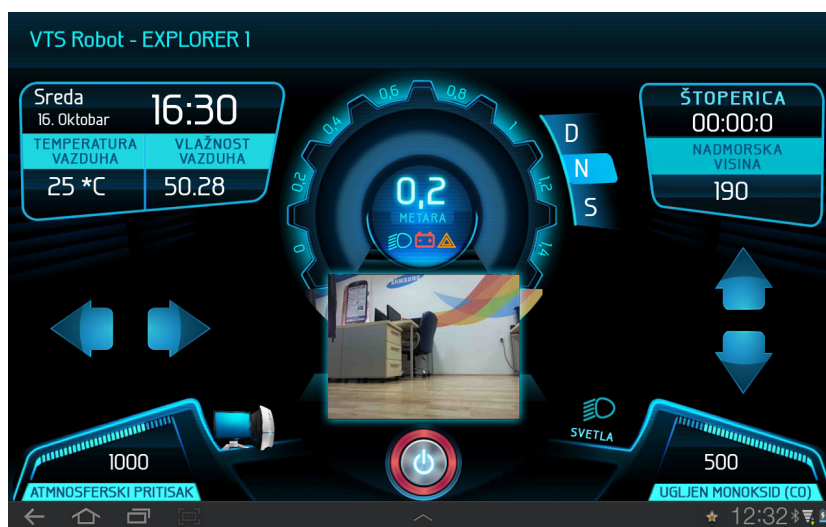 VTS Robot - EXPLORER 1
Sreda
16. Oktobar
16:30
TEMPERATURA VAZDUHA
VLAŽNOST VAZDUHA
25 *C
50.28
0
0,2
0,4
0,6
0,8
1
1,2
1,4
0,2
METARA
D
N
S
ŠTOPERICA
00:00:0
NADMORSKA
VISINA
190
SAMSUNG
SVETLA
1000
ATMNOSFERSKI PRITISAK
500
UGLJEN MONOKSID (CO)
12:32